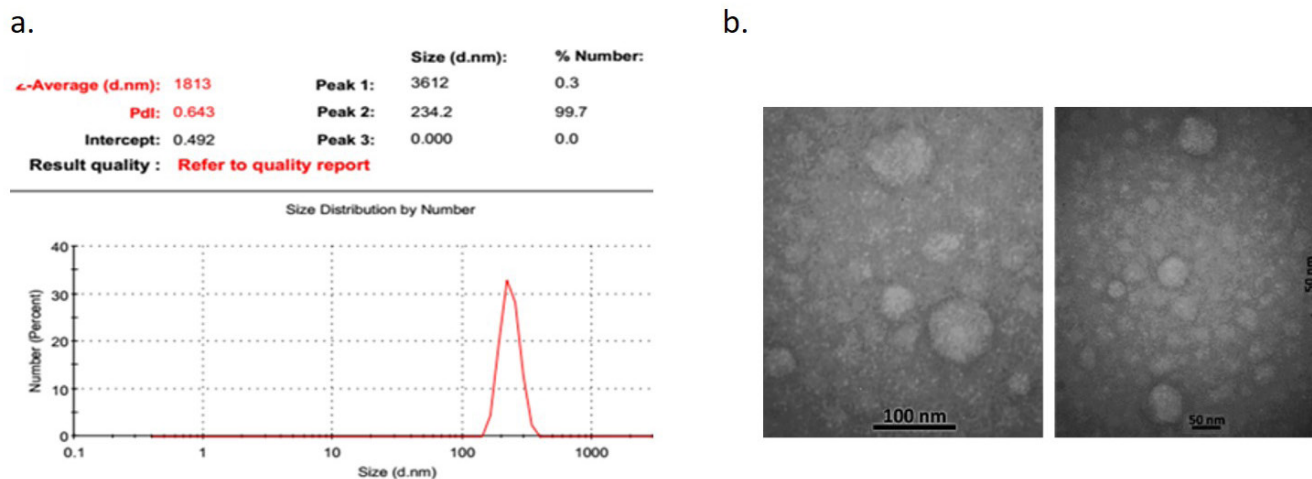 a.
b.
Size (d.nm): % Number:
Z-Average (d.nm): 1813 Peak 1: 3612 0.3
PdI: 0.643 Peak 2: 234.2 99.7
Intercept: 0.492 Peak 3: 0.000 0.0
Result quality : Refer to quality report
Size Distribution by Number
Number (Percent)
40
30
20
10
0
0.1 1 10 100 1000
Size (d.nm)
100 nm
50 nm
50 nm